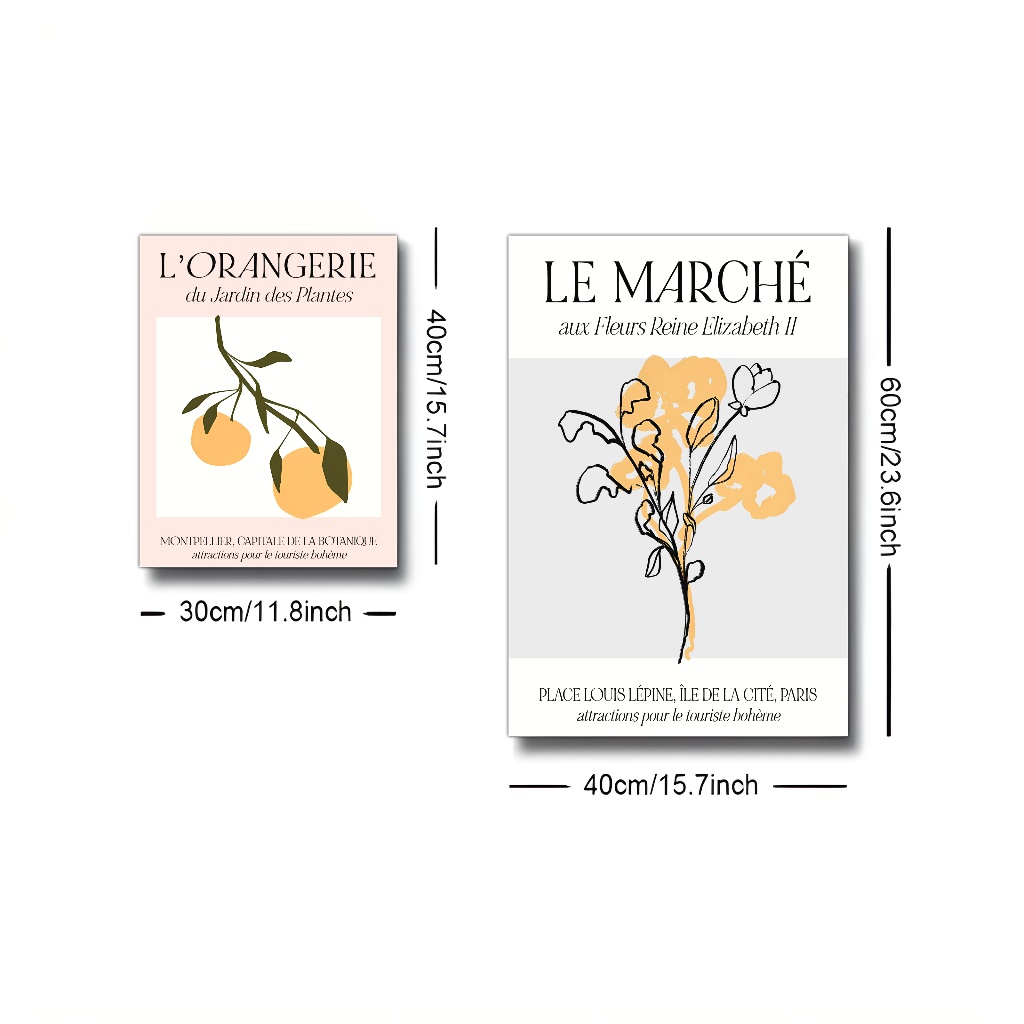 L'ORANGERIE
du Jardin des Plantes
MONTPELLIER, CAPITALE DE LA BOTANIQUE
attractions pour le touriste bohème
40cm/15.7inch
30cm/11.8inch
LE MARCHÉ
aux Fleurs Reine Elizabeth II
PLACE LOUIS LÉPINE, ÎLE DE LA CITÉ, PARIS
attractions pour le touriste bohème
60cm/23.6inch
40cm/15.7inch